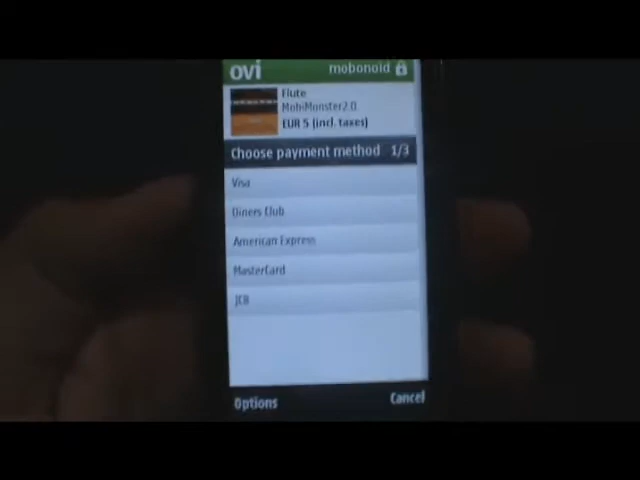 ovi mobonoid
Flute
MobiMonster2.0
EUR 5 (incl. taxes)
Choose payment method 1/3
Visa
Diners Club
American Express
MasterCard
JCB
Options Cancel